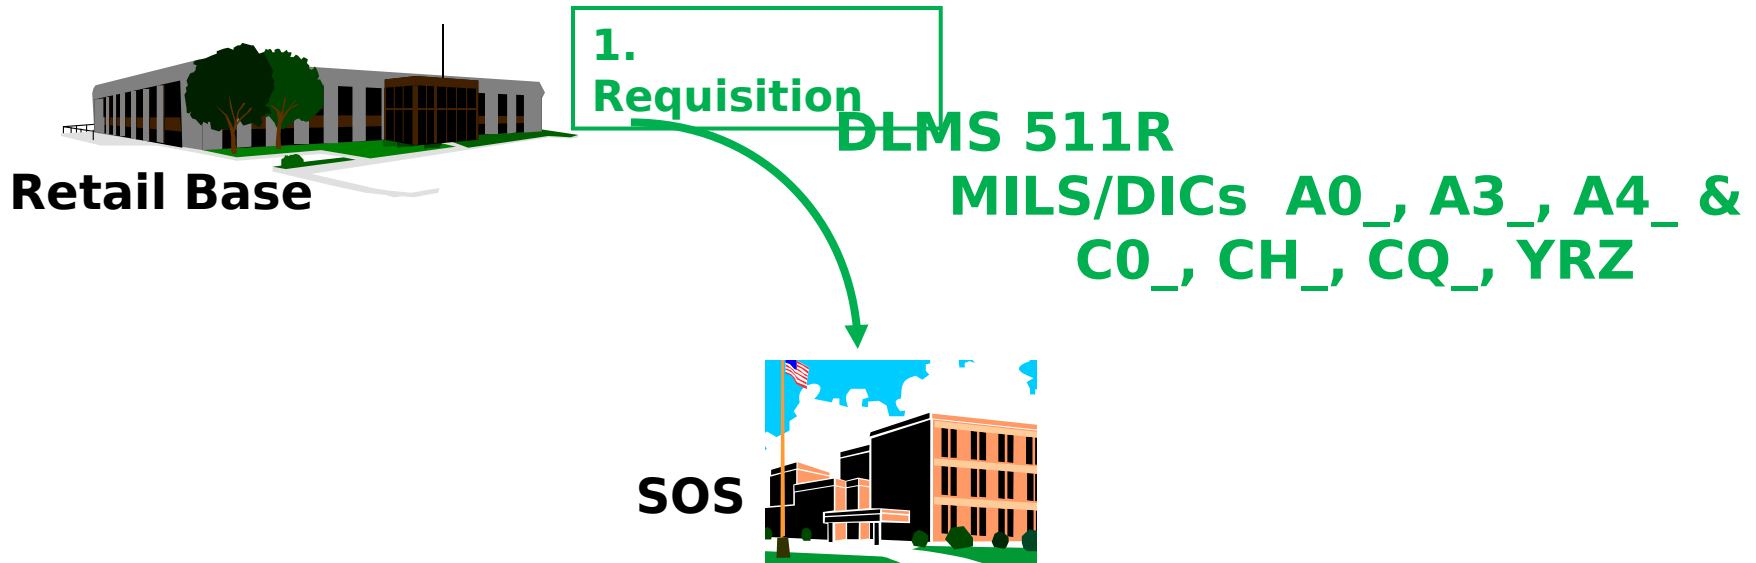 1.
Requisition
DLMS 511R
MILS/DICs A0_, A3_, A4_ &
C0_, CH_, CQ_, YRZ
Retail Base
SOS